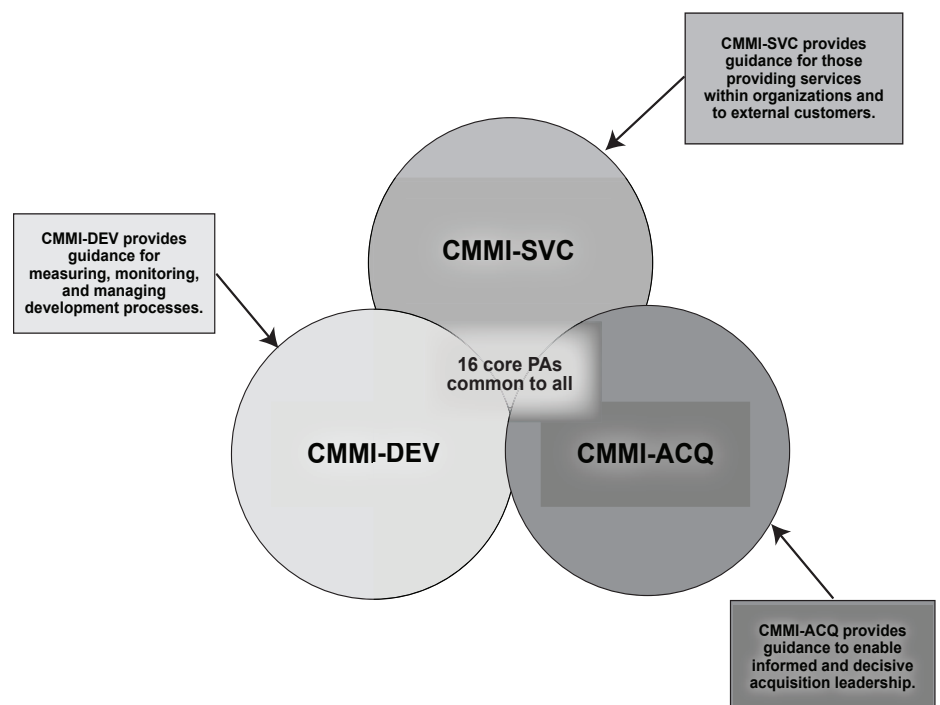 CMMI-SVC provides
guidance for those
providing services
within organizations and
to external customers.
CMMI-DEV provides
guidance for
measuring, monitoring,
and managing
development processes.
CMMI-SVC
16 core PAs
common to all
CMMI-DEV
CMMI-ACQ
CMMI-ACQ provides
guidance to enable
informed and decisive
acquisition leadership.